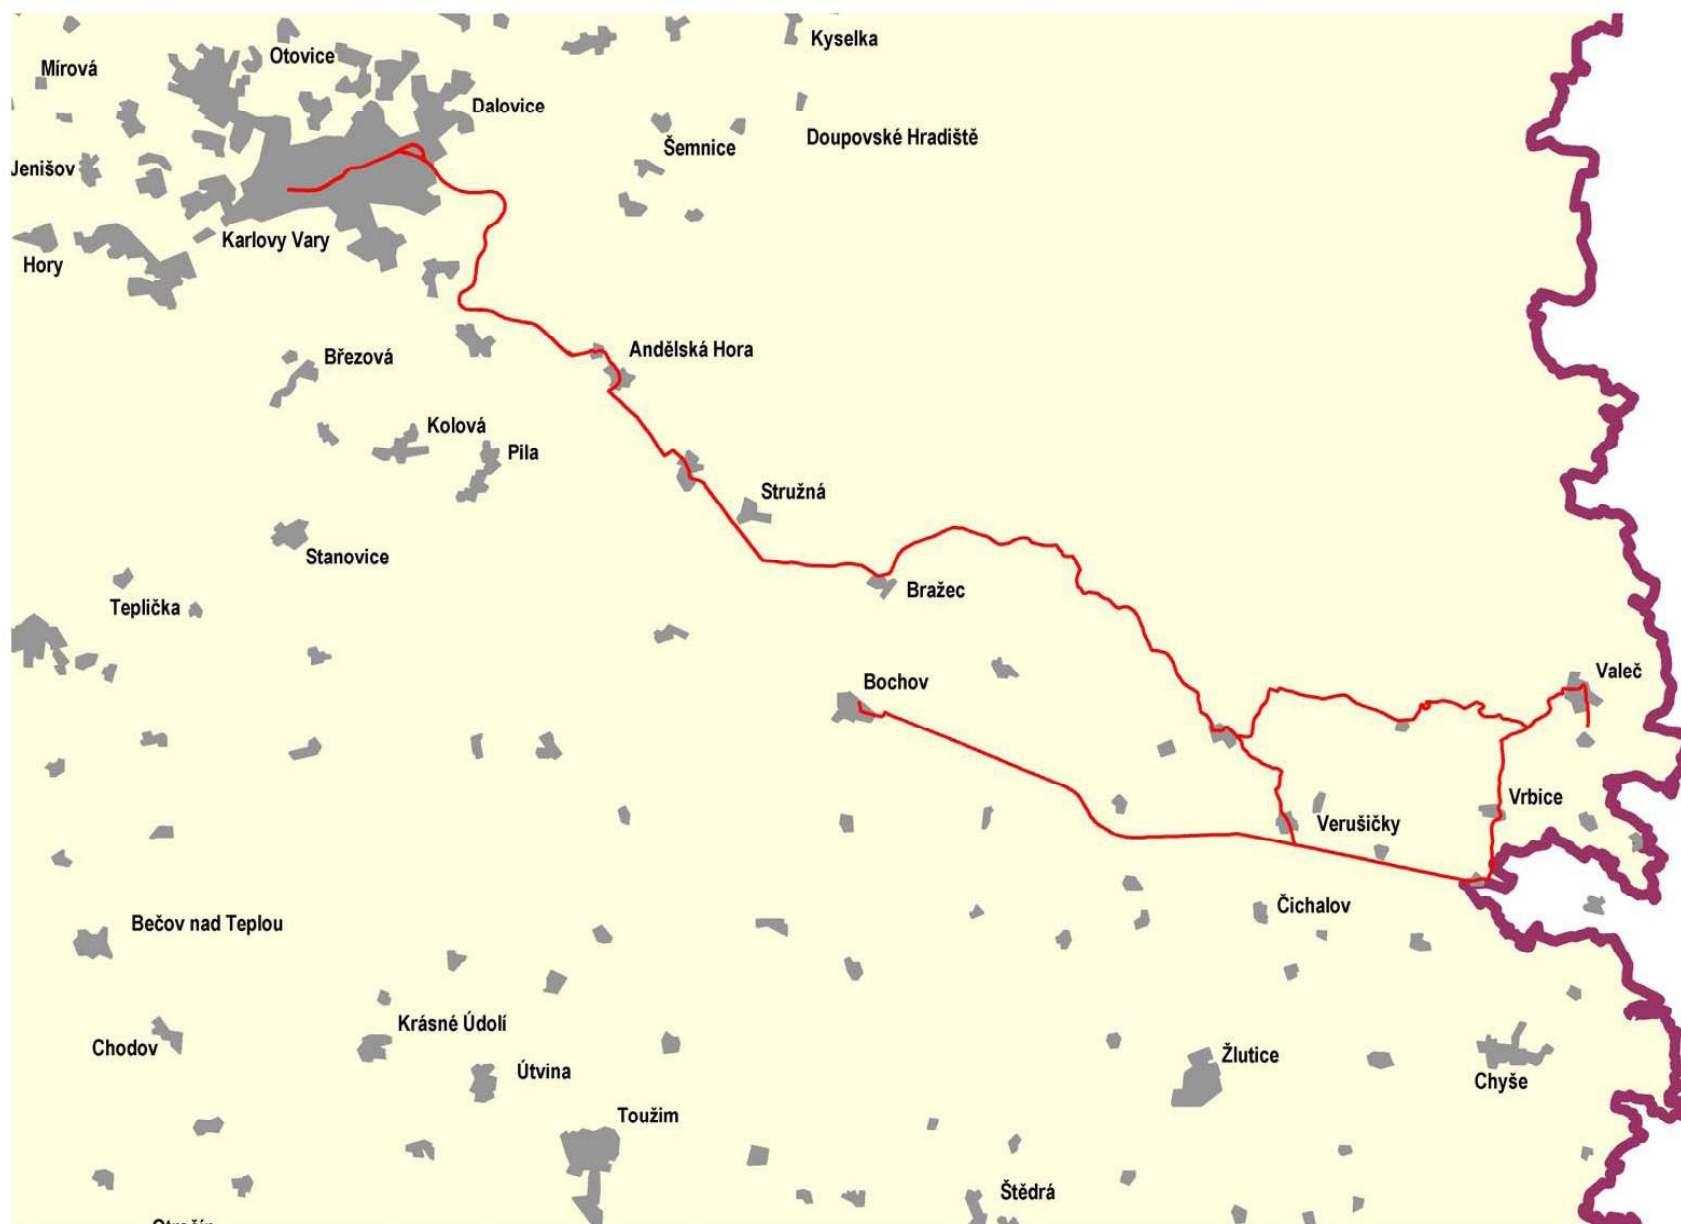 Kyselka
Otovice
Mírová
Dalovice
Doupovské Hradiště
Šemnice
Jenišov
Karlovy Vary
Hory
Andělská Hora
Březová
Kolová
Pila
Stružná
Stanovice
Bražec
Teplička
Valeč
Bochov
Vrbice
Verušičky
Čichalov
Bečov nad Teplou
Krásné Údolí
Chodov
Žlutice
Útvina
Chyše
Toužim
Štědrá